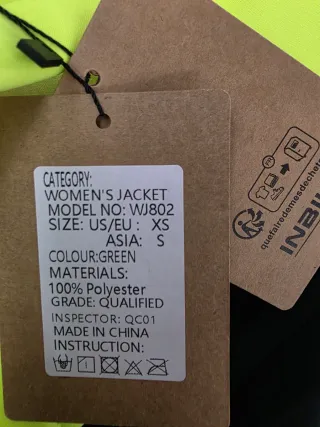 CATEGORY:
WOMEN'S JACKET
MODEL NO: WJ802
SIZE: US/EU : XS
ASIA: S
COLOUR:GREEN
MATERIALS:
100% Polyester
GRADE: QUALIFIED
INSPECTOR: QC01
MADE IN CHINA
INSTRUCTION:
quefairedemesdechets
INBI